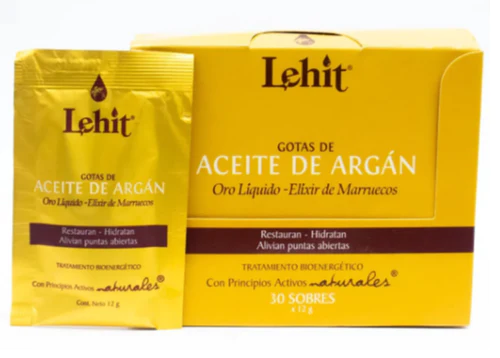 Lehit®
GOTAS DE
ACEITE DE ARGÁN
Oro Líquido - Elixir de Marruecos
Restauran - Hidratan
Alivian puntas abiertas
TRATAMIENTO BIOENERGÉTICO
Con Principios Activos naturales®
Cont. Neto 12 g
Lehit®
GOTAS DE
ACEITE DE ARGÁN
Oro Líquido - Elixir de Marruecos
Restauran - Hidratan
Alivian puntas abiertas
TRATAMIENTO BIOENERGÉTICO
Con Principios Activos naturales®
30 SOBRES
x 12 g